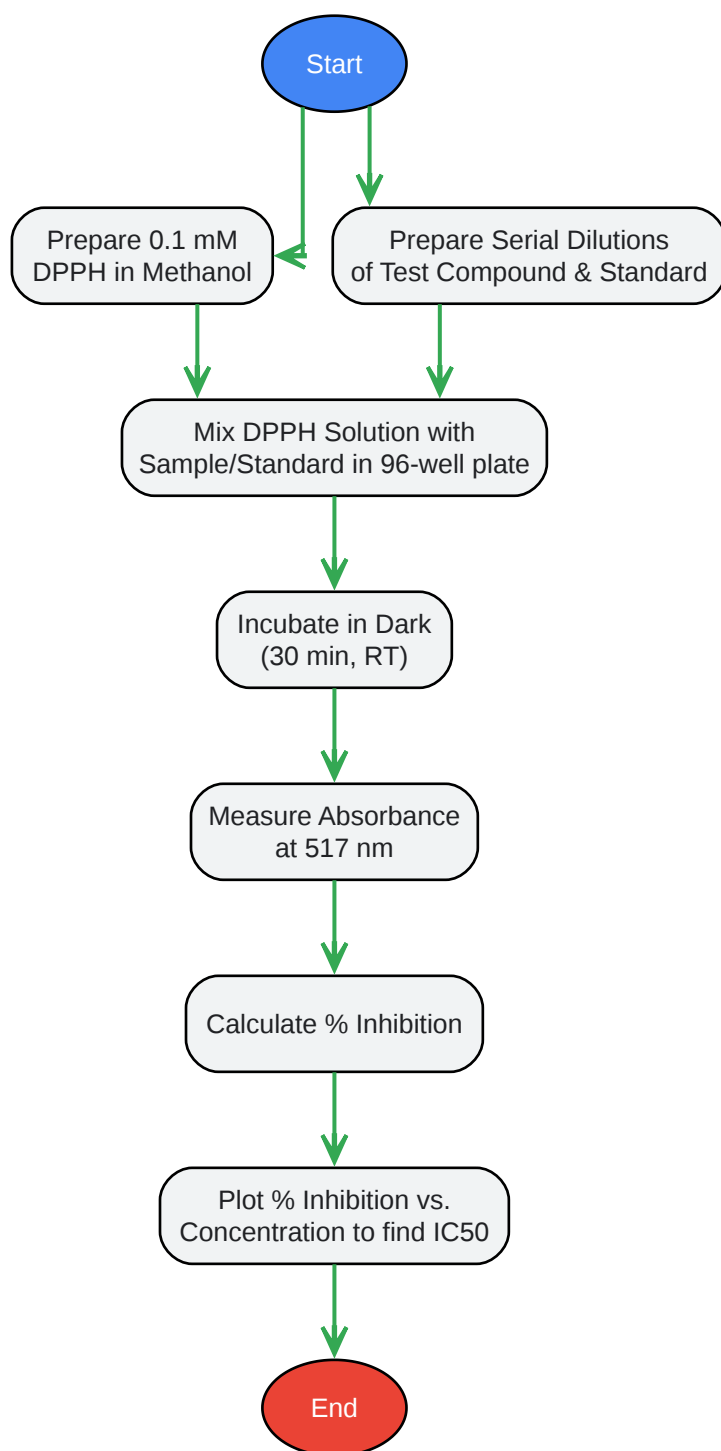 Start
Prepare 0.1 mM
DPPH in Methanol
Prepare Serial Dilutions
of Test Compound & Standard
Mix DPPH Solution with
Sample/Standard in 96-well plate
Incubate in Dark
(30 min, RT)
Measure Absorbance
at 517 nm
Calculate % Inhibition
Plot % Inhibition vs.
Concentration to find IC50
End